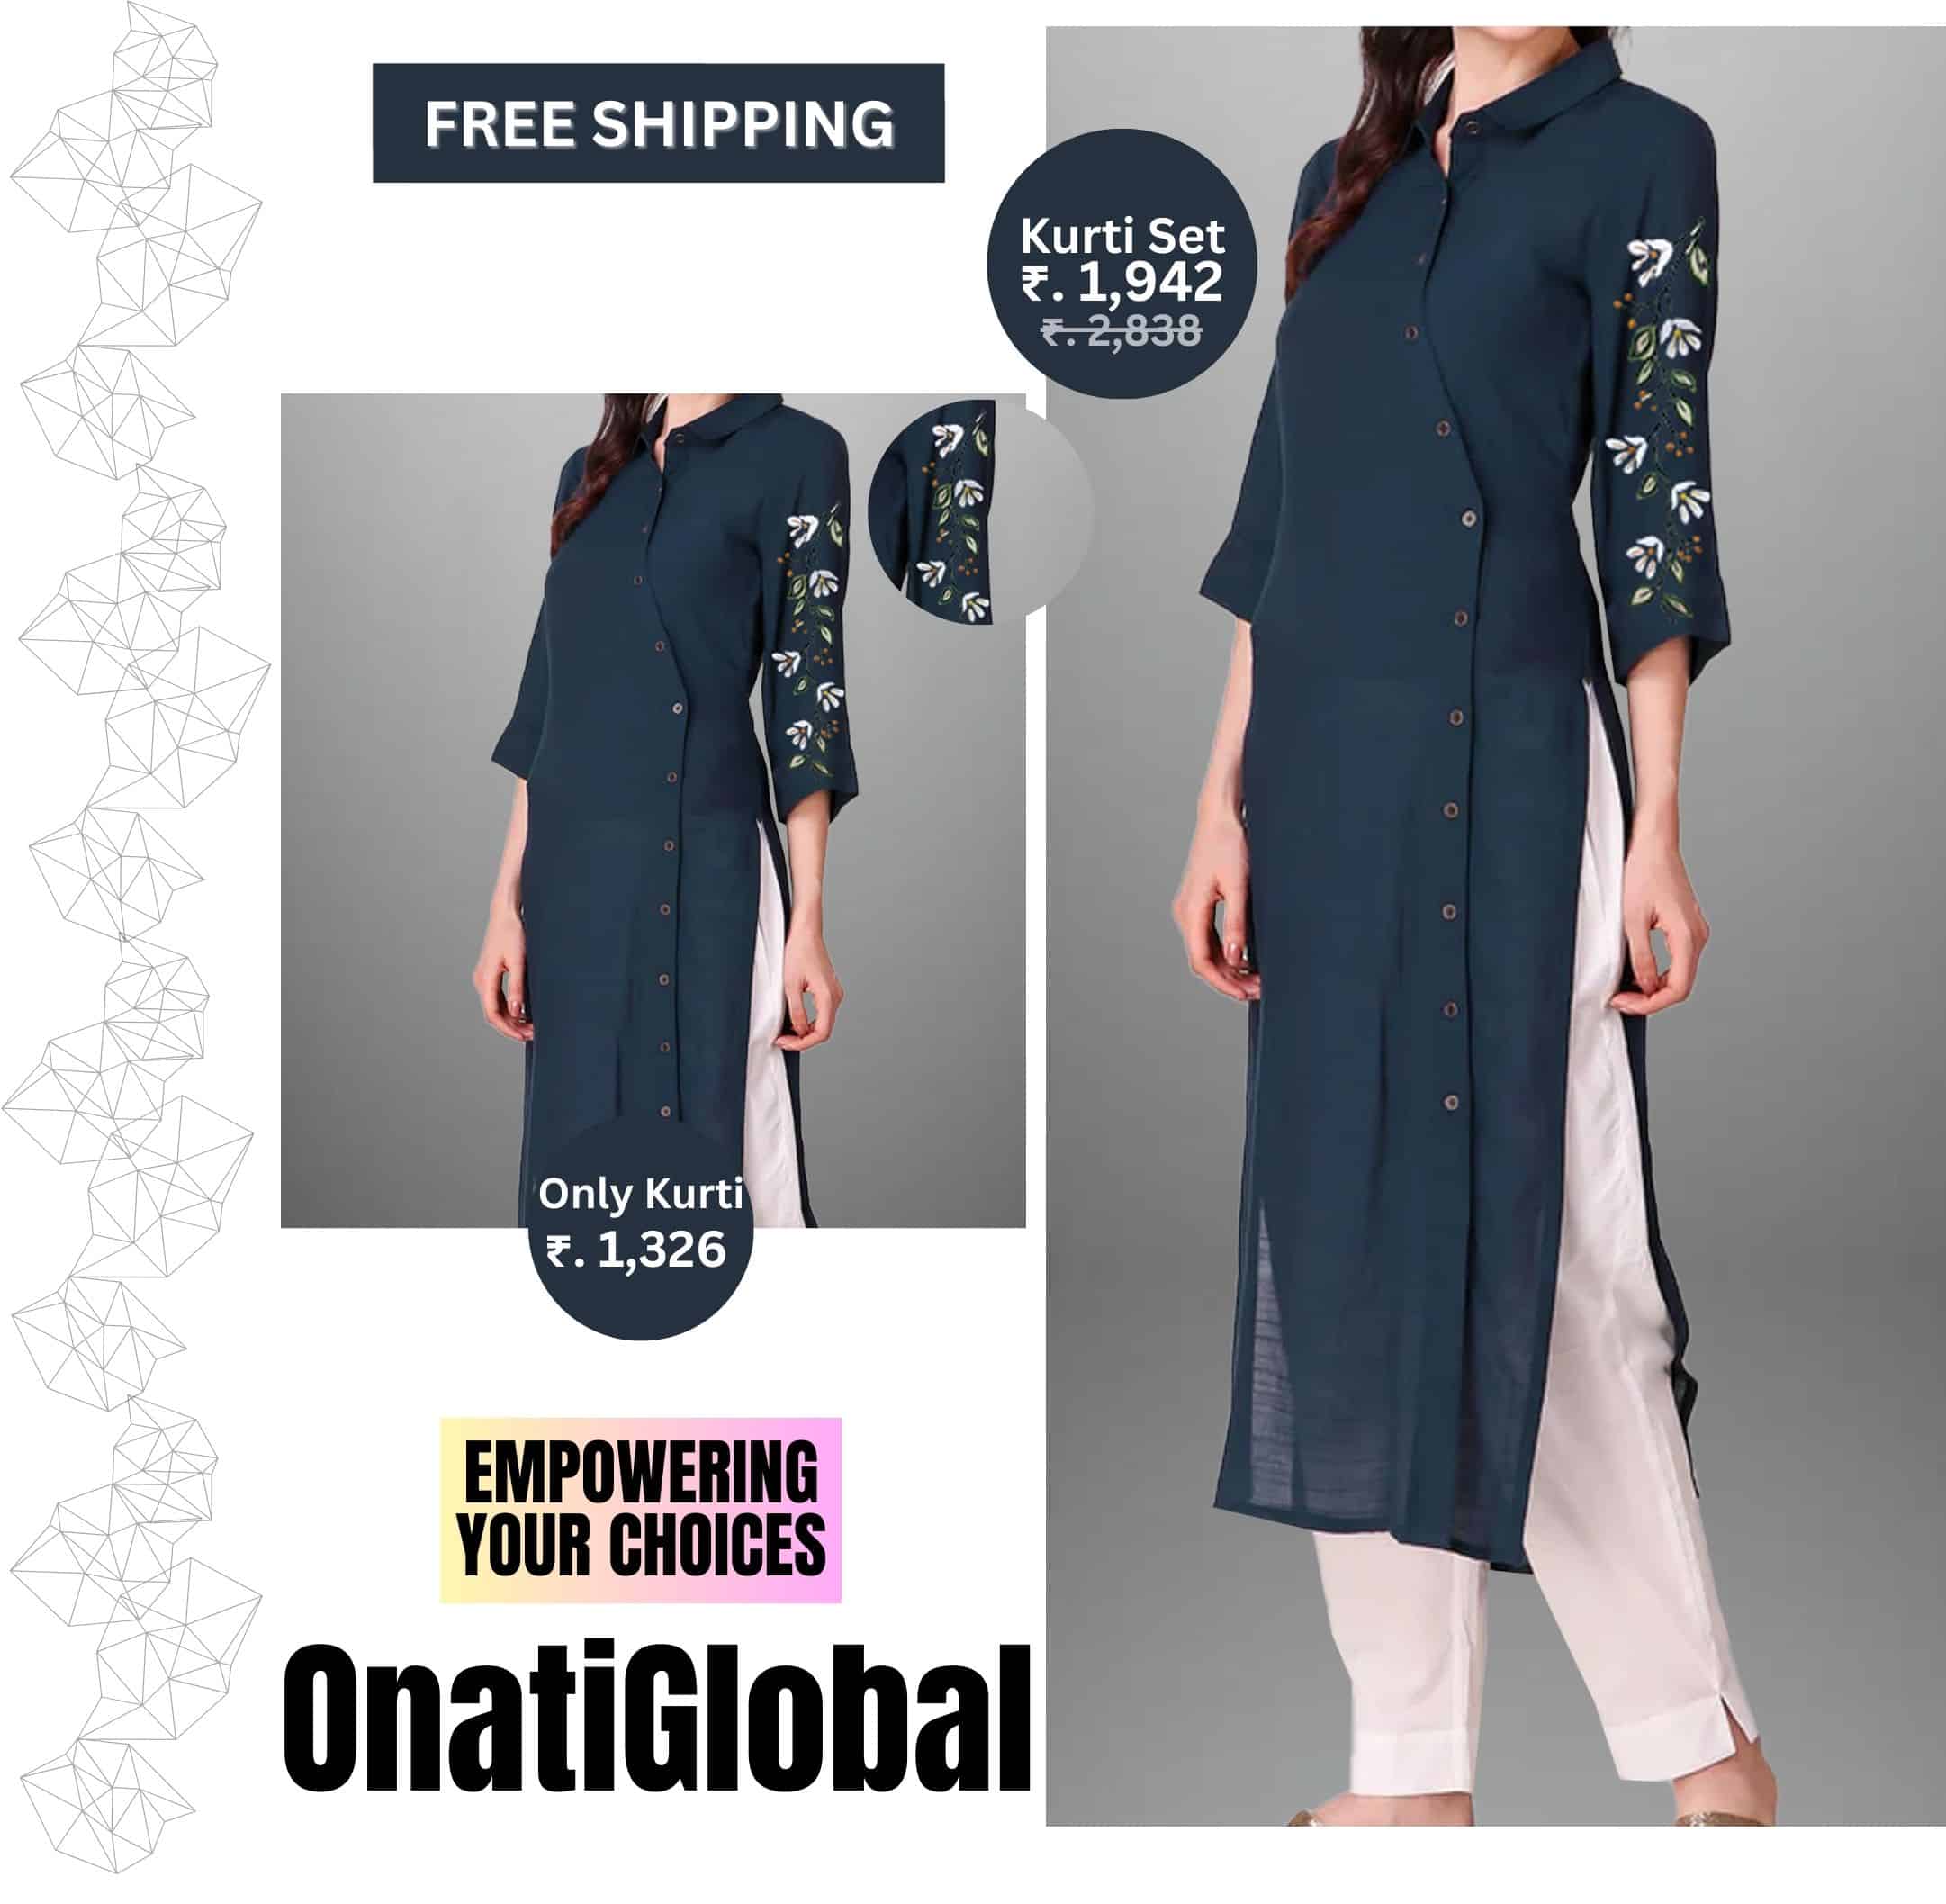 FREE SHIPPING
Kurti Set
₹. 1,942
₹. 2,838
Only Kurti
₹. 1,326
EMPOWERING
YOUR CHOICES
OnatiGlobal